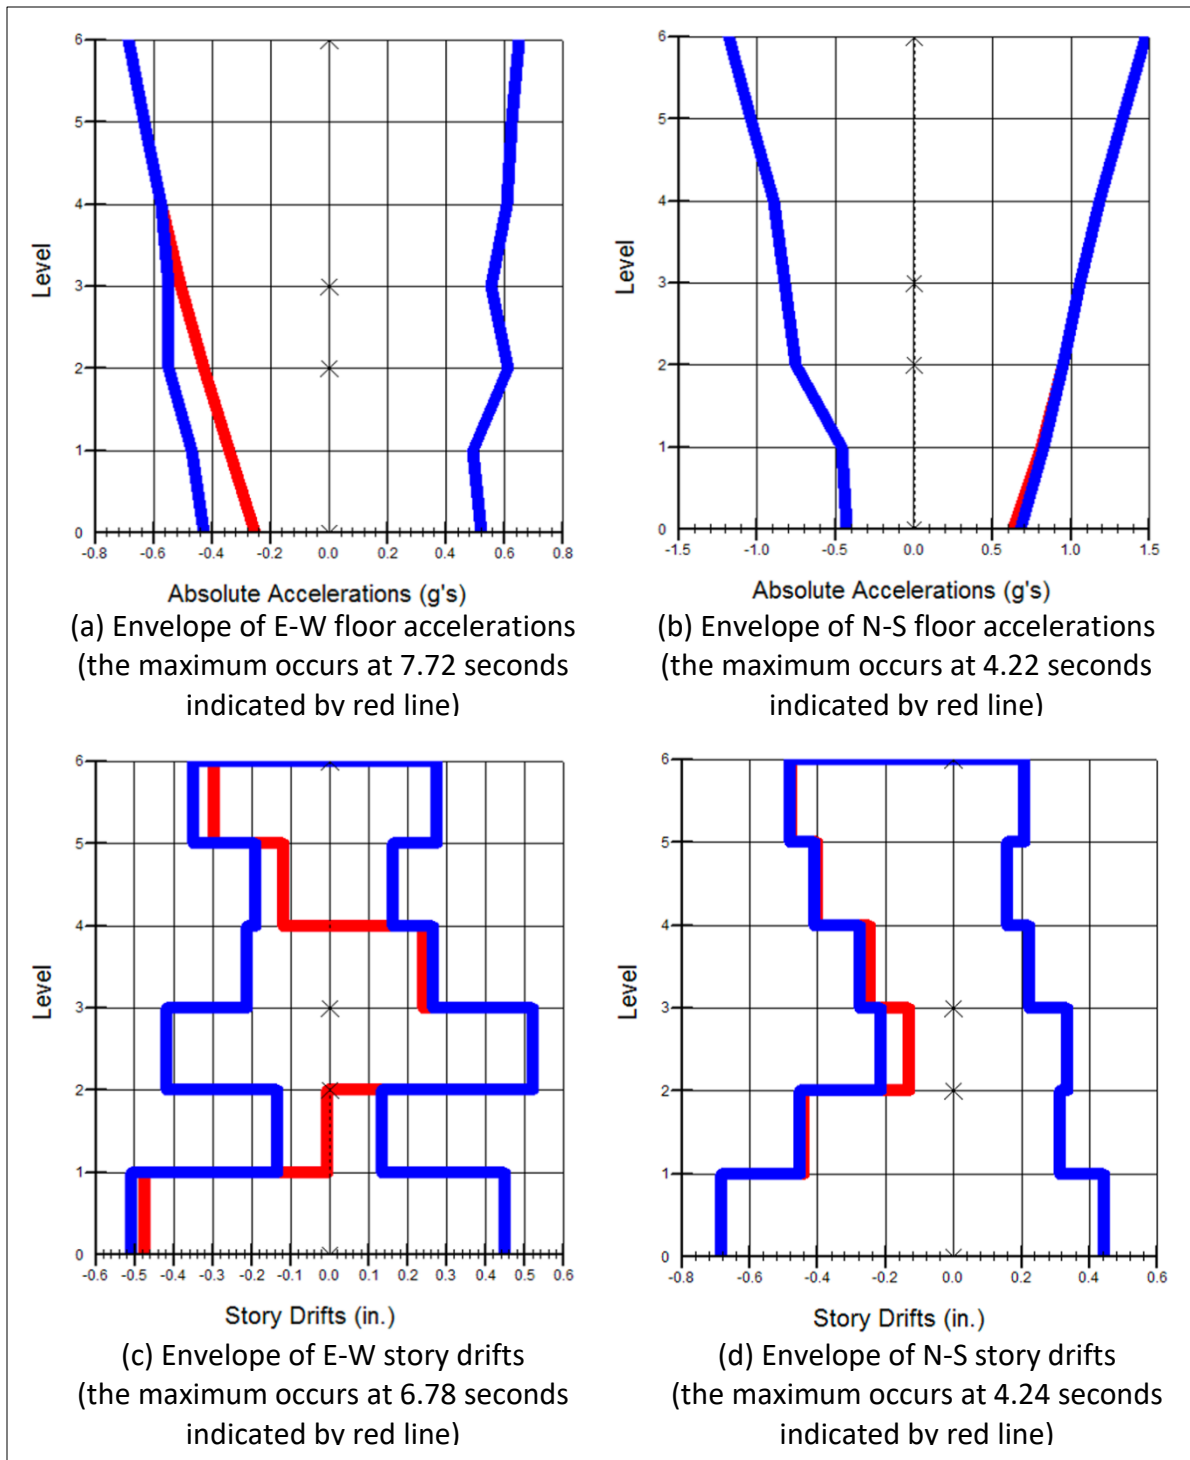 6
5
4
3
2
1
0
Level
-0.8 -0.6 -0.4 -0.2 0.0 0.2 0.4 0.6 0.8
Absolute Accelerations (g's)
(a) Envelope of E-W floor accelerations
(the maximum occurs at 7.72 seconds
indicated by red line)
6
5
4
3
2
1
0
Level
-1.5 -1.0 -0.5 0.0 0.5 1.0 1.5
Absolute Accelerations (g's)
(b) Envelope of N-S floor accelerations
(the maximum occurs at 4.22 seconds
indicated by red line)
6
5
4
3
2
1
0
Level
-0.6 -0.5 -0.4 -0.3 -0.2 -0.1 0.0 0.1 0.2 0.3 0.4 0.5 0.6
Story Drifts (in.)
(c) Envelope of E-W story drifts
(the maximum occurs at 6.78 seconds
indicated by red line)
6
5
4
3
2
1
0
Level
-0.8 -0.6 -0.4 -0.2 0.0 0.2 0.4 0.6
Story Drifts (in.)
(d) Envelope of N-S story drifts
(the maximum occurs at 4.24 seconds
indicated by red line)